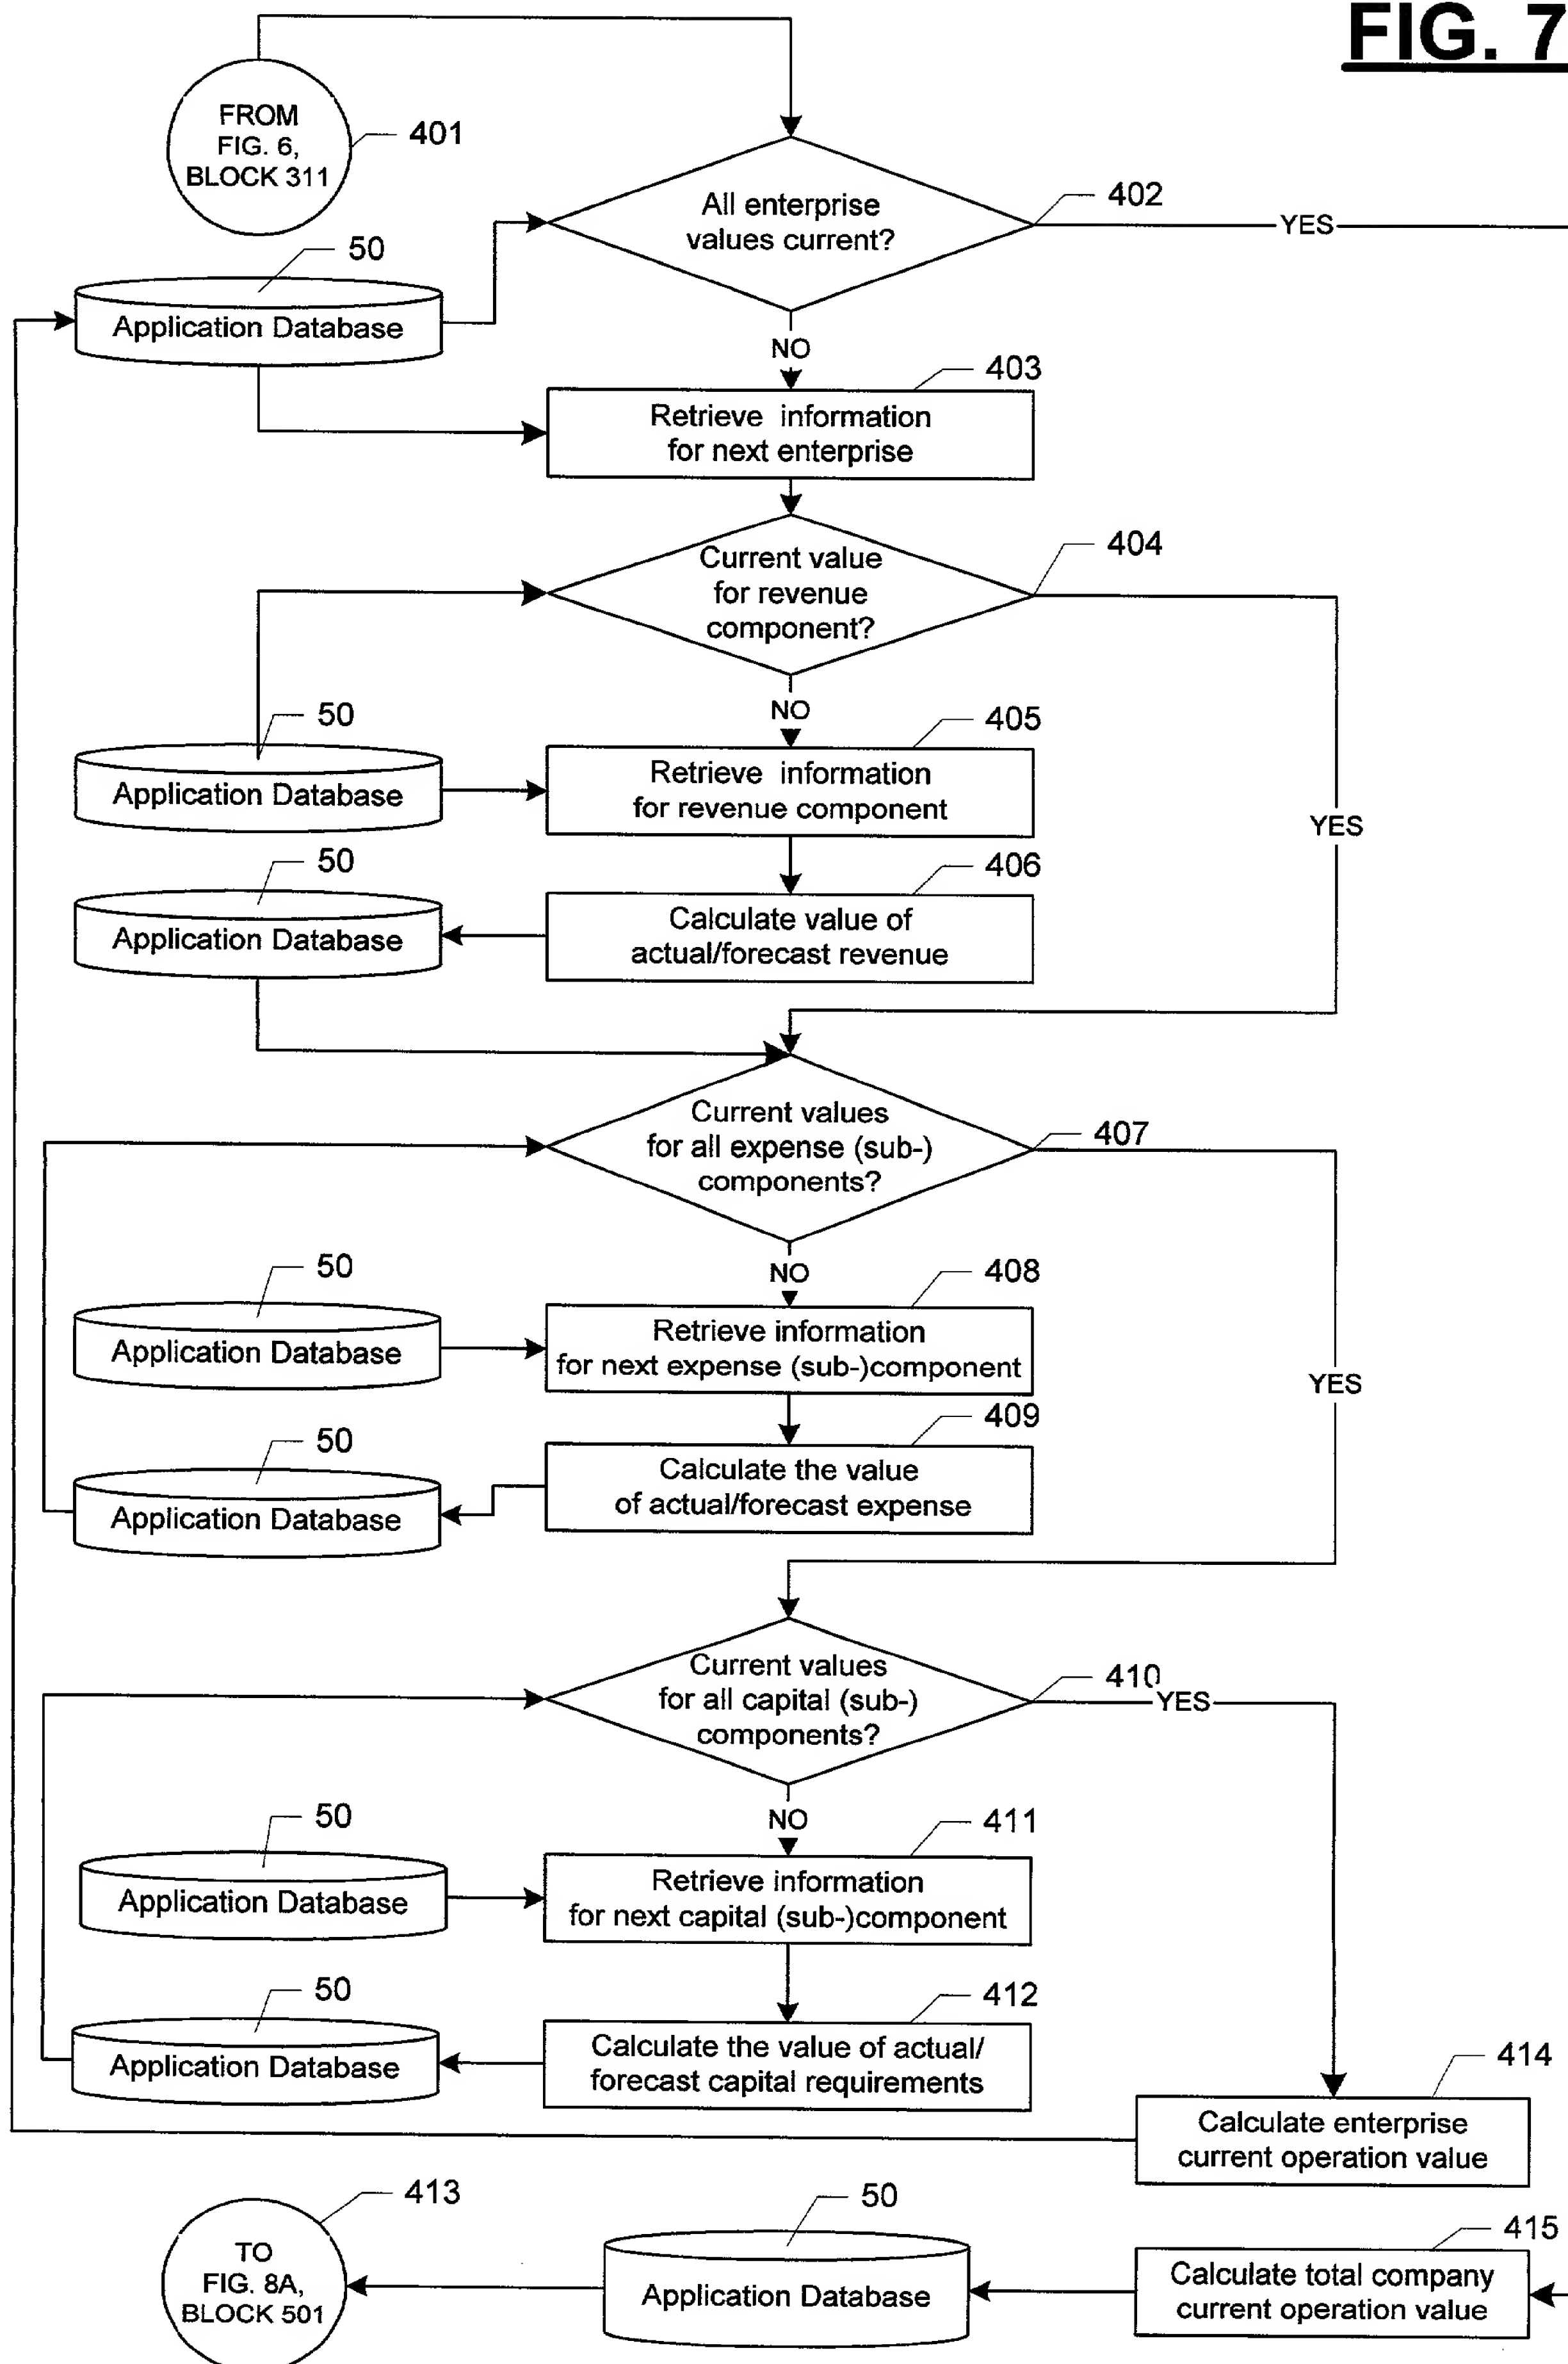 FIG. 7
FROM
FIG. 6,
BLOCK 311
401
All enterprise
values current?
402
YES
50
Application Database
NO
403
Retrieve information
for next enterprise
Current value
for revenue
component?
404
NO
50
Application Database
405
Retrieve information
for revenue component
YES
50
Application Database
406
Calculate value of
actual/forecast revenue
Current values
for all expense (sub-)
components?
407
NO
50
Application Database
408
Retrieve information
for next expense (sub-)component
YES
50
Application Database
409
Calculate the value
of actual/forecast expense
Current values
for all capital (sub-)
components?
410
YES
NO
50
Application Database
411
Retrieve information
for next capital (sub-)component
50
Application Database
412
Calculate the value of actual/
forecast capital requirements
414
Calculate enterprise
current operation value
413
TO
FIG. 8A,
BLOCK 501
50
Application Database
415
Calculate total company
current operation value